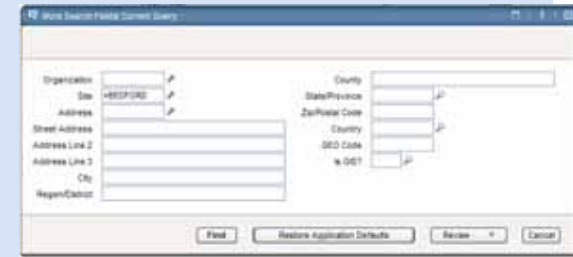 More Search Fields: Current Query
Organization
Site =BEDFORD
Address
Street Address
Address Line 2
Address Line 3
City
Region/District
County
State/Province
Zip/Postal Code
Country
GEO Code
Is GIS?
Find Restore Application Defaults Review Cancel